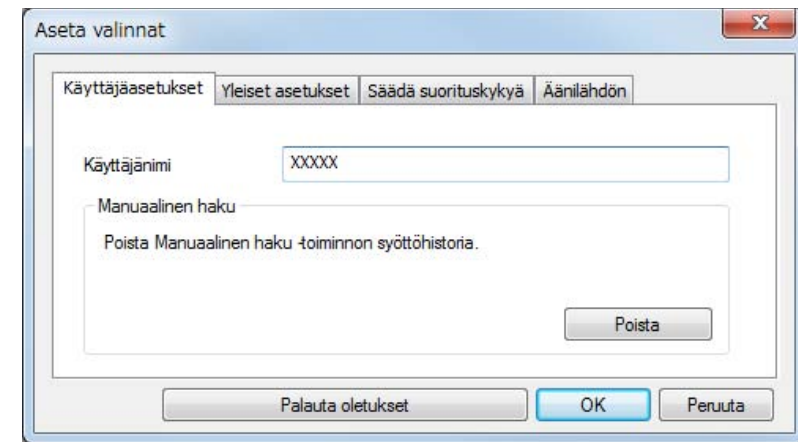 Aseta valinnat
Käyttäjäasetukset Yleiset asetukset Säädä suorituskykyä Äänilähdön
Käyttäjänimi XXXXX
Manuaalinen haku
Poista Manuaalinen haku -toiminnon syöttöhistoria.
Poista
Palauta oletukset OK Peruuta